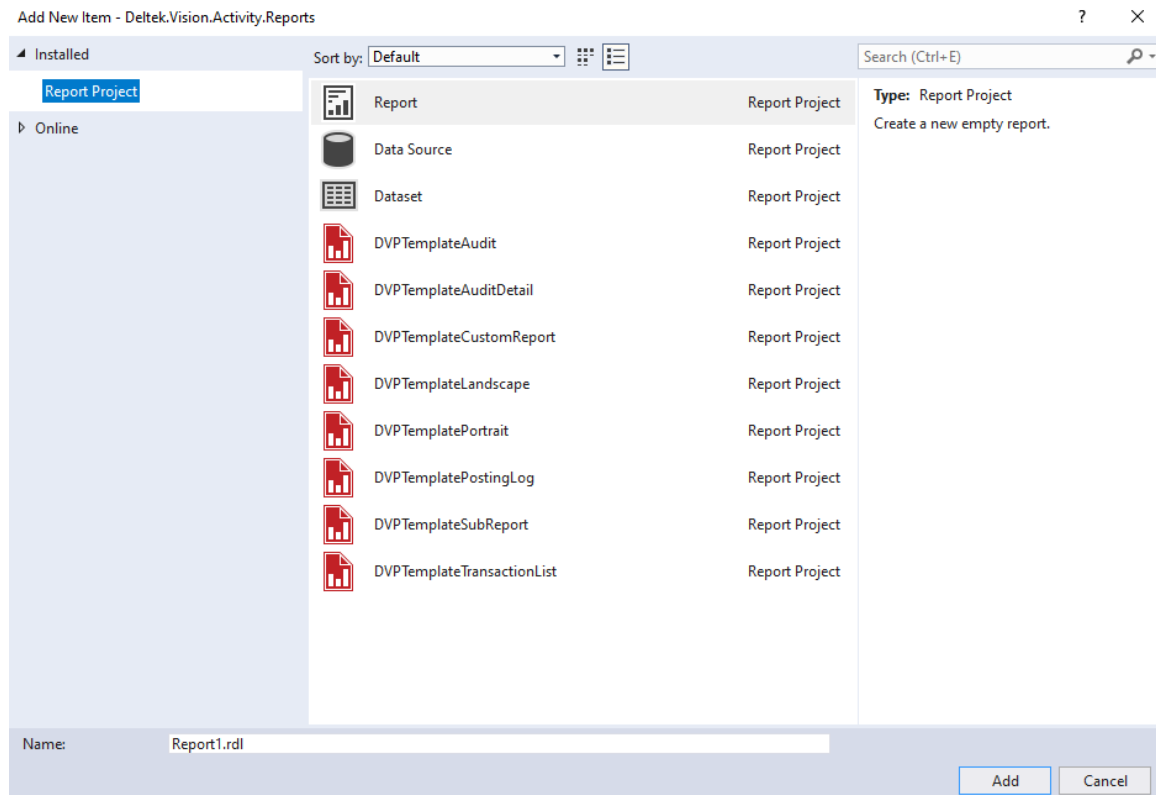 Add New Item - Deltek.Vision.Activity.Reports ?
Installed
Sort by: Default
Search (Ctrl+E)
Report Project
Online
Report Report Project
Data Source Report Project
Dataset Report Project
DVPTemplateAudit Report Project
DVPTemplateAuditDetail Report Project
DVPTemplateCustomReport Report Project
DVPTemplateLandscape Report Project
DVPTemplatePortrait Report Project
DVPTemplatePostingLog Report Project
DVPTemplateSubReport Report Project
DVPTemplateTransactionList Report Project
Type: Report Project
Create a new empty report.
Name: Report1.rdl
Add Cancel